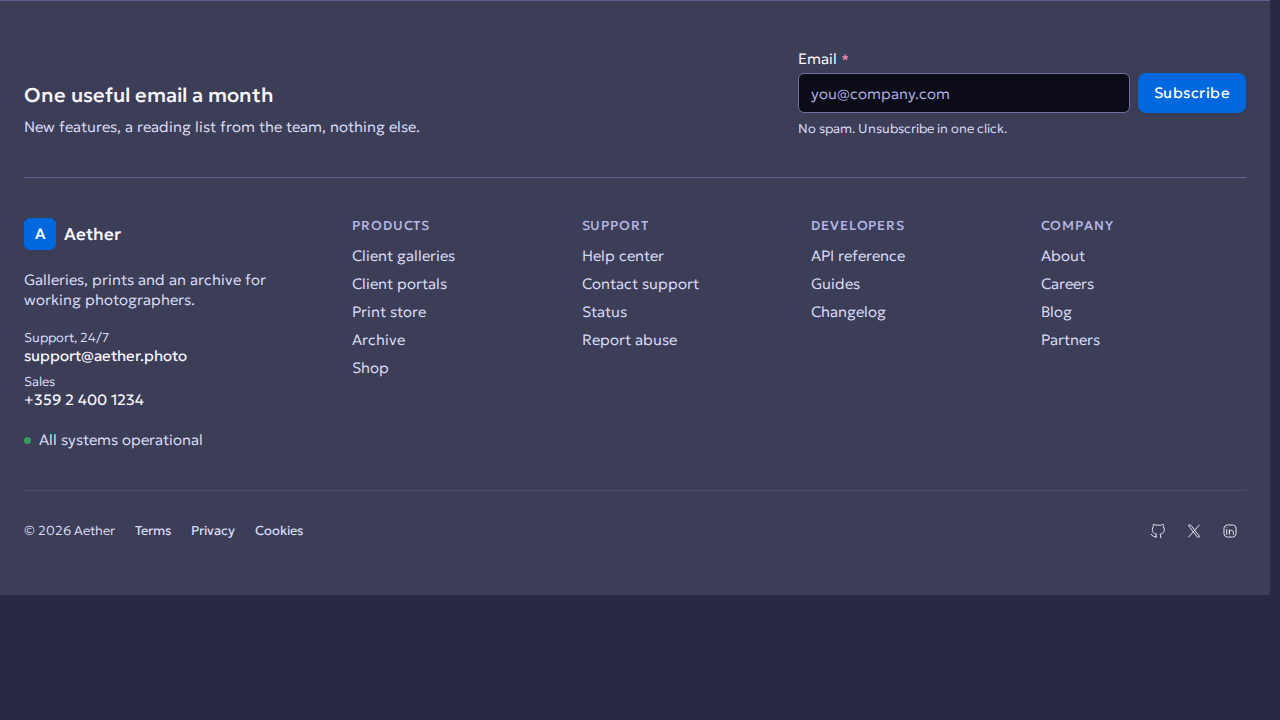 One useful email a month
New features, a reading list from the team, nothing else.
Email *
you@company.com
Subscribe
No spam. Unsubscribe in one click.
A
Aether
Galleries, prints and an archive for
working photographers.
Support, 24/7
support@aether.photo
Sales
+359 2 400 1234
All systems operational
PRODUCTS
Client galleries
Client portals
Print store
Archive
Shop
SUPPORT
Help center
Contact support
Status
Report abuse
DEVELOPERS
API reference
Guides
Changelog
COMPANY
About
Careers
Blog
Partners
© 2026 Aether
Terms
Privacy
Cookies